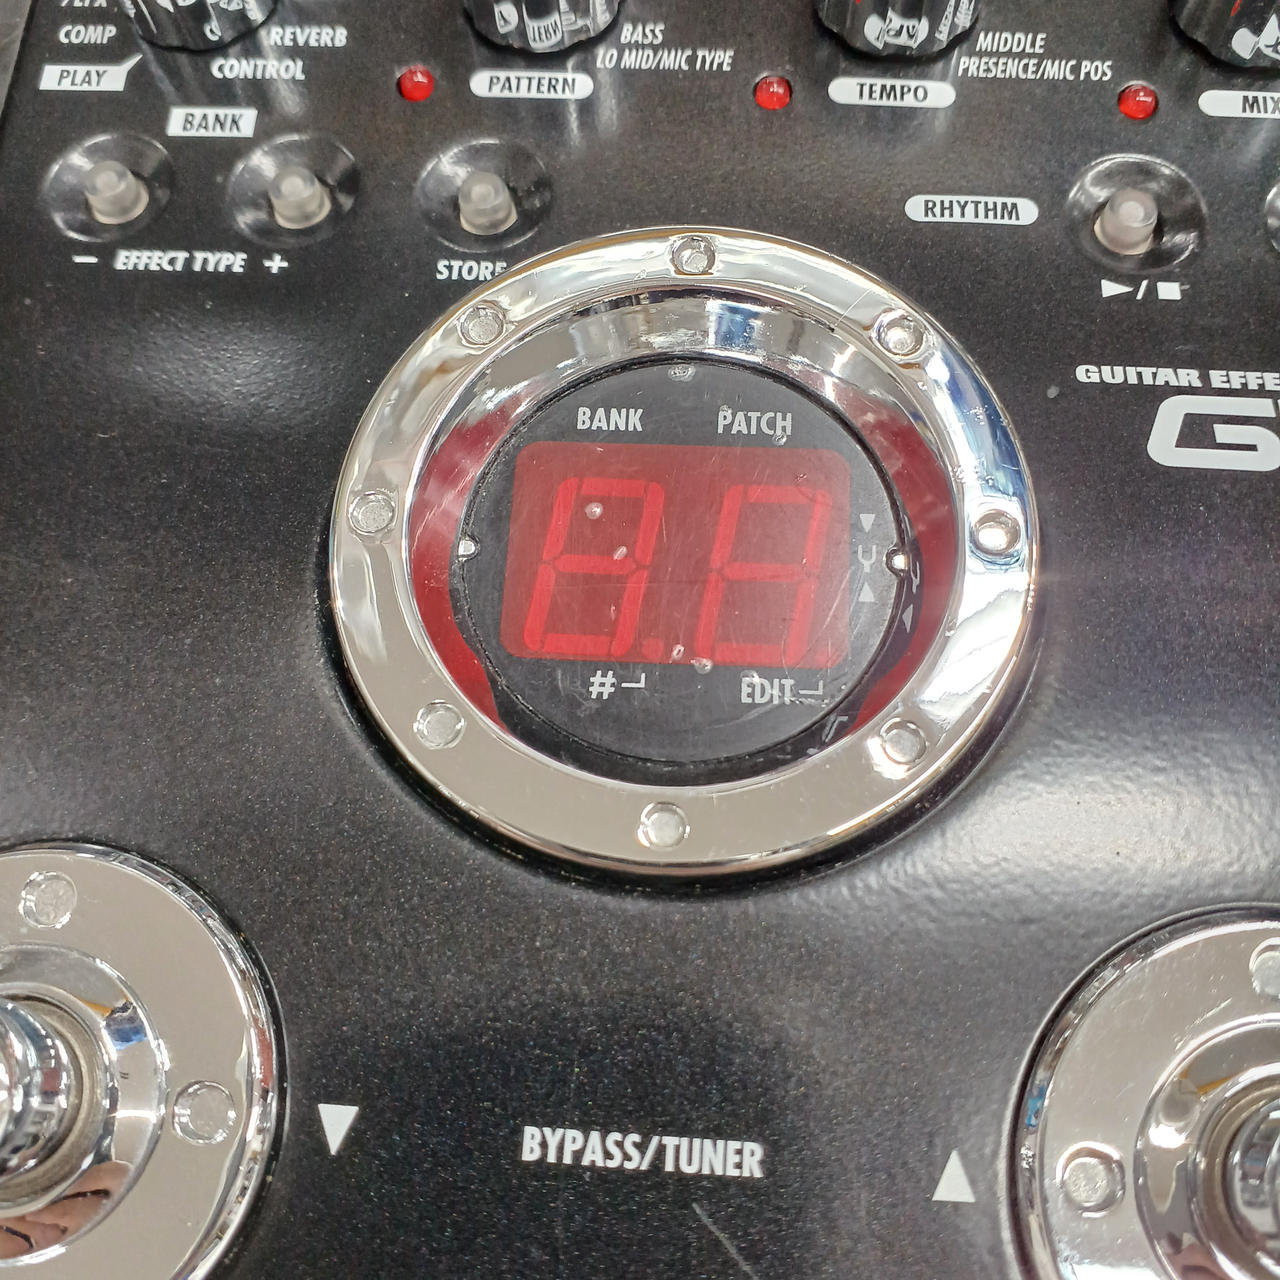 COMP
REVERB
CONTROL
PLAY
BANK
BASS
LO MID/MIC TYPE
PATTERN
MIDDLE
PRESENCE/MIC POS
TEMPO
RHYTHM
− EFFECT TYPE +
STORE
►/■
GUITAR EFFE
BANK PATCH
# EDIT
▼ BYPASS/TUNER ▲